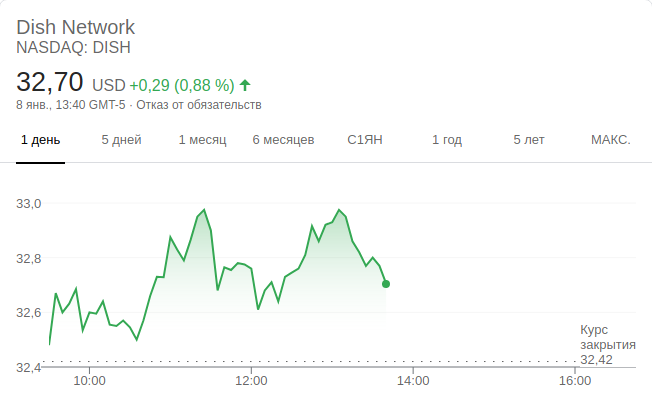 Dish Network
NASDAQ: DISH
32,70 USD +0,29 (0,88 %)
8 янв., 13:40 GMT-5 · Отказ от обязательств
1 день 5 дней 1 месяц 6 месяцев С1ЯН 1 год 5 лет МАКС.
33,0
32,8
32,6
Курс
закрытия
32,42
32,4
10:00 12:00 14:00 16:00